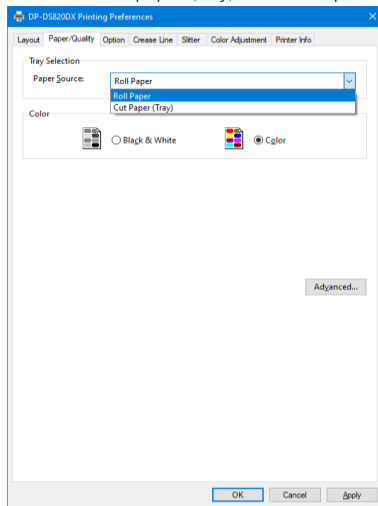 DP-DS820DX Printing Preferences
Layout Paper/Quality Option Crease Line Slitter Color Adjustment Printer Info
Tray Selection
Paper Source: Roll Paper
Roll Paper
Cut Paper (Tray)
Color
Black & White Color
Advanced...
OK Cancel Apply